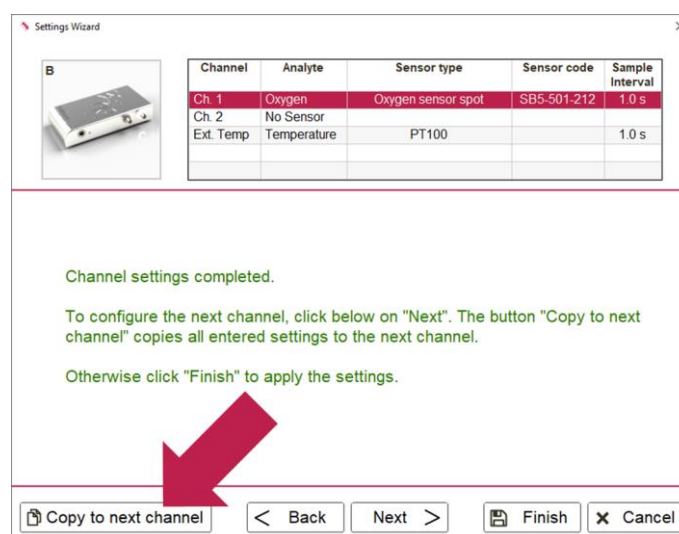 Settings Wizard
B
Channel Analyte Sensor type Sensor code Sample Interval
Ch. 1 Oxygen Oxygen sensor spot SB5-501-212 1.0 s
Ch. 2 No Sensor
Ext. Temp Temperature PT100 1.0 s
Channel settings completed.
To configure the next channel, click below on "Next". The button "Copy to next
channel" copies all entered settings to the next channel.
Otherwise click "Finish" to apply the settings.
Copy to next channel < Back Next > Finish Cancel